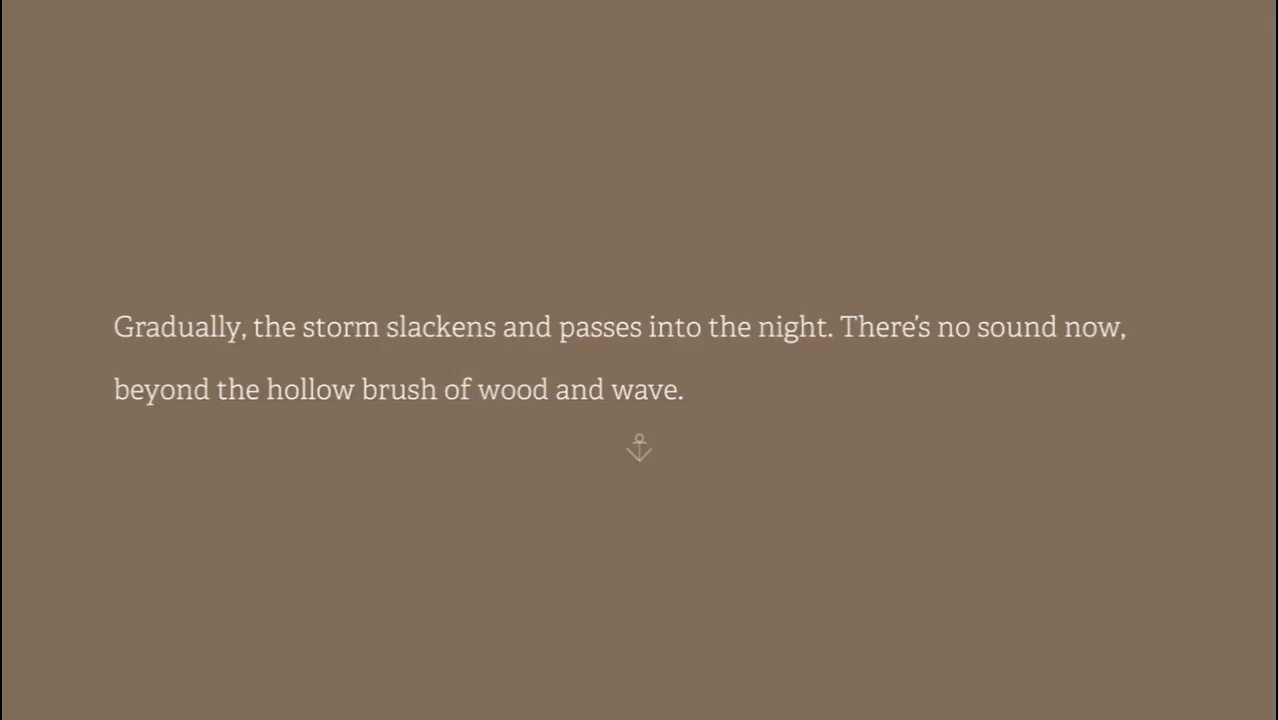 Gradually, the storm slackens and passes into the night. There’s no sound now,
beyond the hollow brush of wood and wave.